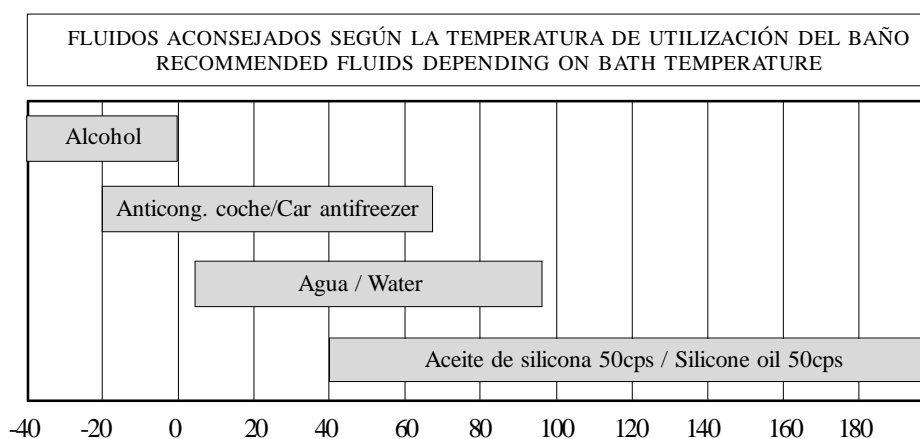 FLUIDOS ACONSEJADOS SEGÚN LA TEMPERATURA DE UTILIZACIÓN DEL BAÑO
RECOMMENDED FLUIDS DEPENDING ON BATH TEMPERATURE
Alcohol
Anticong. coche/Car antifreezer
Agua / Water
Aceite de silicona 50cps / Silicone oil 50cps
-40 -20 0 20 40 60 80 100 120 140 160 180